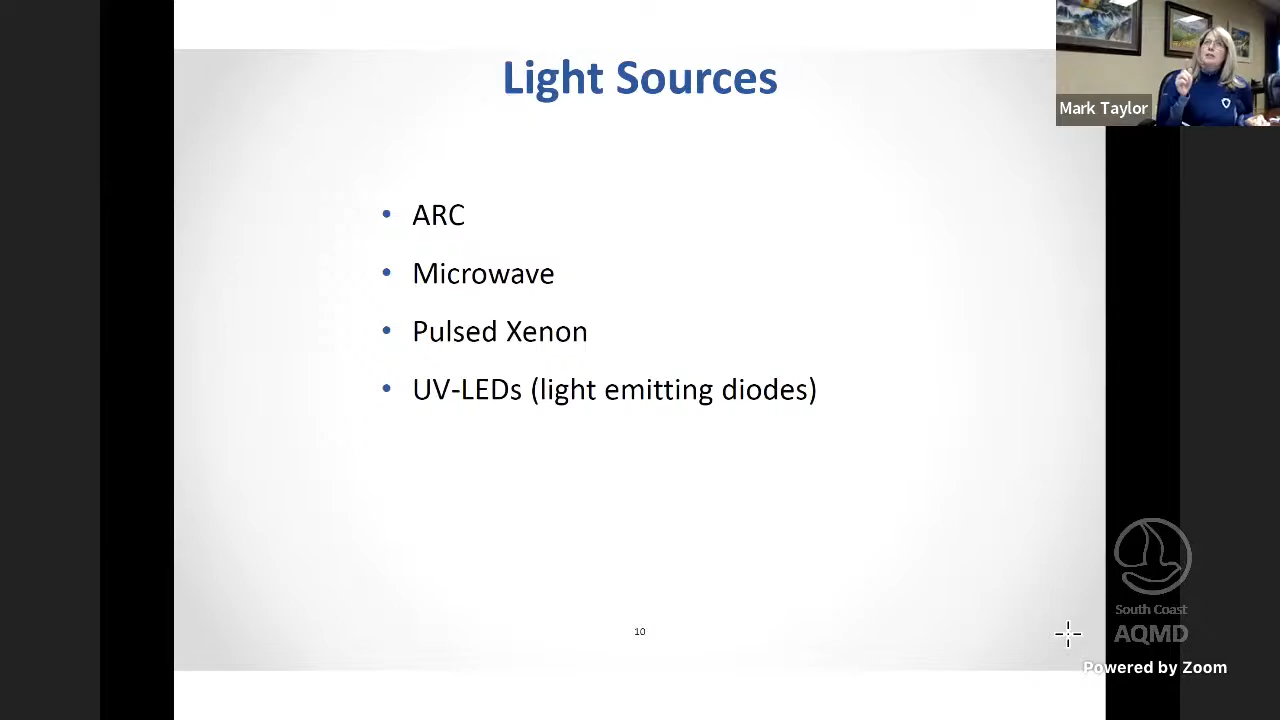 Light Sources
Mark Taylor
• ARC
• Microwave
• Pulsed Xenon
• UV-LEDs (light emitting diodes)
10
South Coast
AQMD
Powered by Zoom